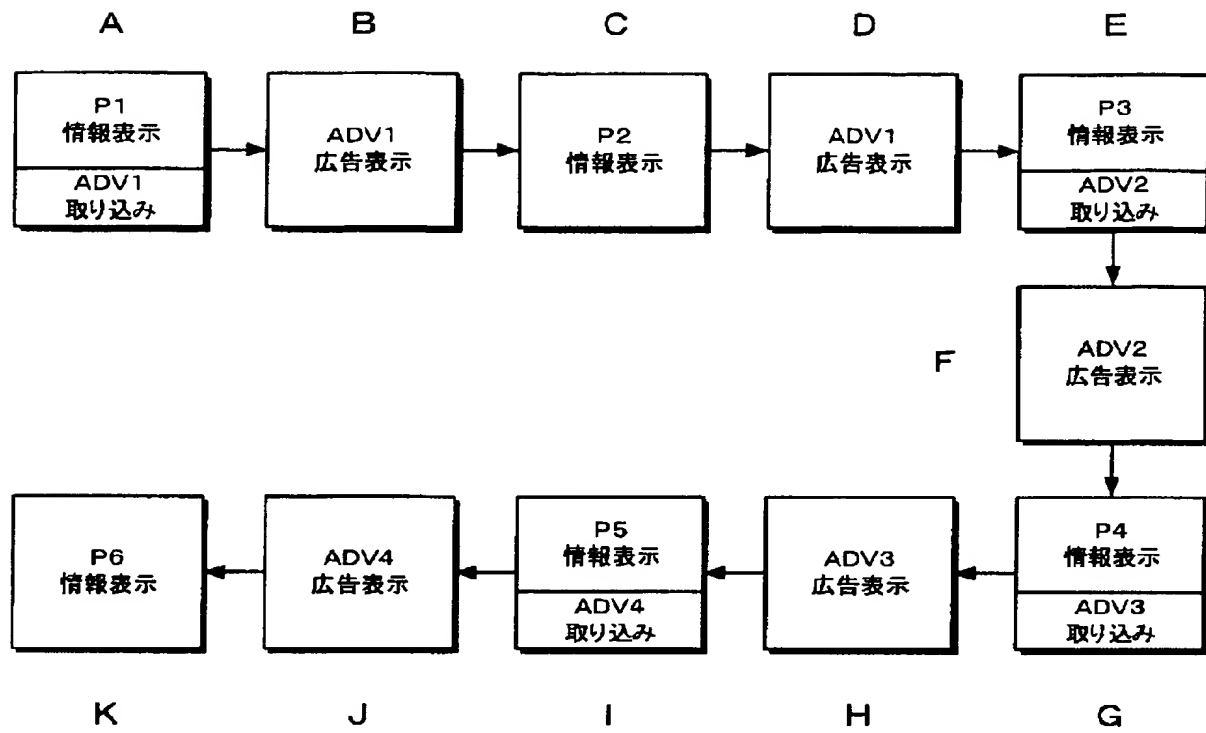 A
B
C
D
E
P1
情報表示
ADV1
取り込み
ADV1
広告表示
P2
情報表示
ADV1
広告表示
P3
情報表示
ADV2
取り込み
F
ADV2
広告表示
P6
情報表示
ADV4
広告表示
P5
情報表示
ADV4
取り込み
ADV3
広告表示
P4
情報表示
ADV3
取り込み
K
J
I
H
G